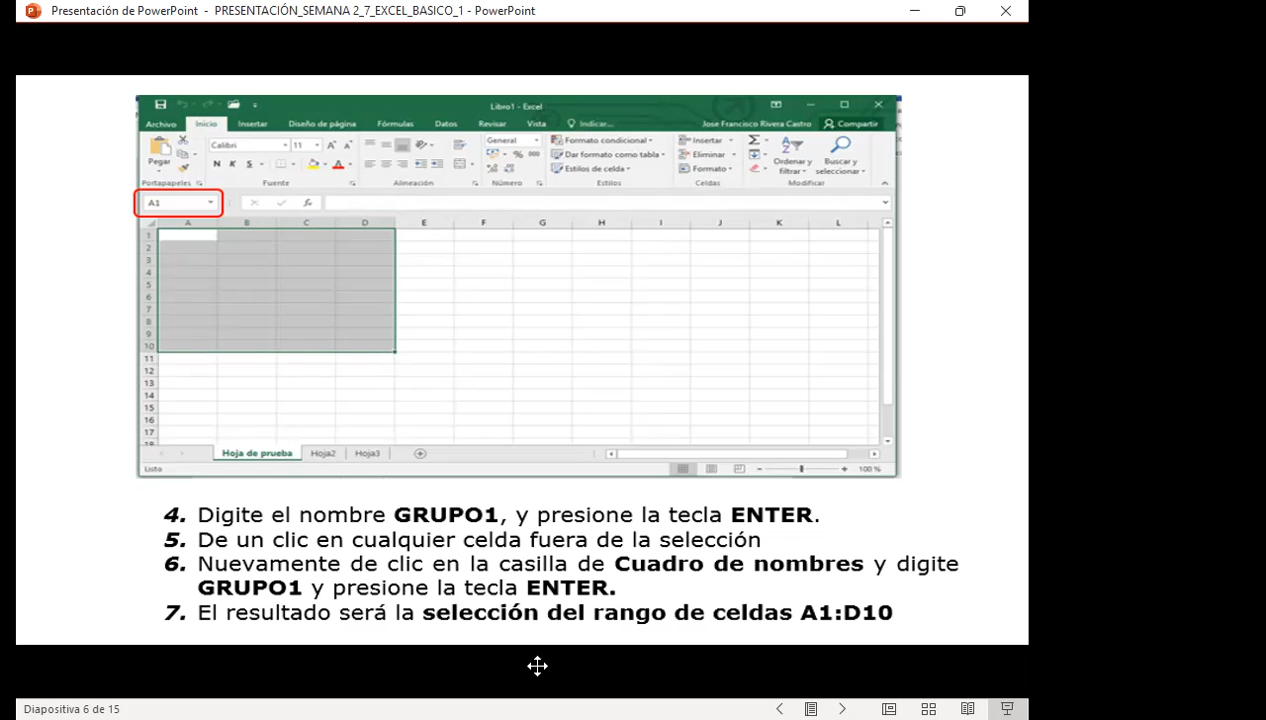 Presentación de PowerPoint - PRESENTACIÓN_SEMANA 2_7_EXCEL_BASICO_1 - PowerPoint
Libro1 - Excel
Archivo Inicio Insertar Diseño de página Fórmulas Datos Revisar Vista Indicar... Jose Francisco Rivera Castro Compartir
Calibri 11 General Formato condicional Insertar
Pegar N K S % 000 Dar formato como tabla Eliminar Ordenar y Buscar y
Estilos de celda Formato filtrar seleccionar
Portapapeles Fuente Alineación Número Estilos Celdas Modificar
A1 fx
A B C D E F G H I J K L
1
2
3
4
5
6
7
8
9
10
11
12
13
14
15
16
17
18
Hoja de prueba Hoja2 Hoja3
Listo 100 %
4. Digite el nombre GRUPO1, y presione la tecla ENTER.
5. De un clic en cualquier celda fuera de la selección
6. Nuevamente de clic en la casilla de Cuadro de nombres y digite
GRUPO1 y presione la tecla ENTER.
7. El resultado será la selección del rango de celdas A1:D10
Diapositiva 6 de 15